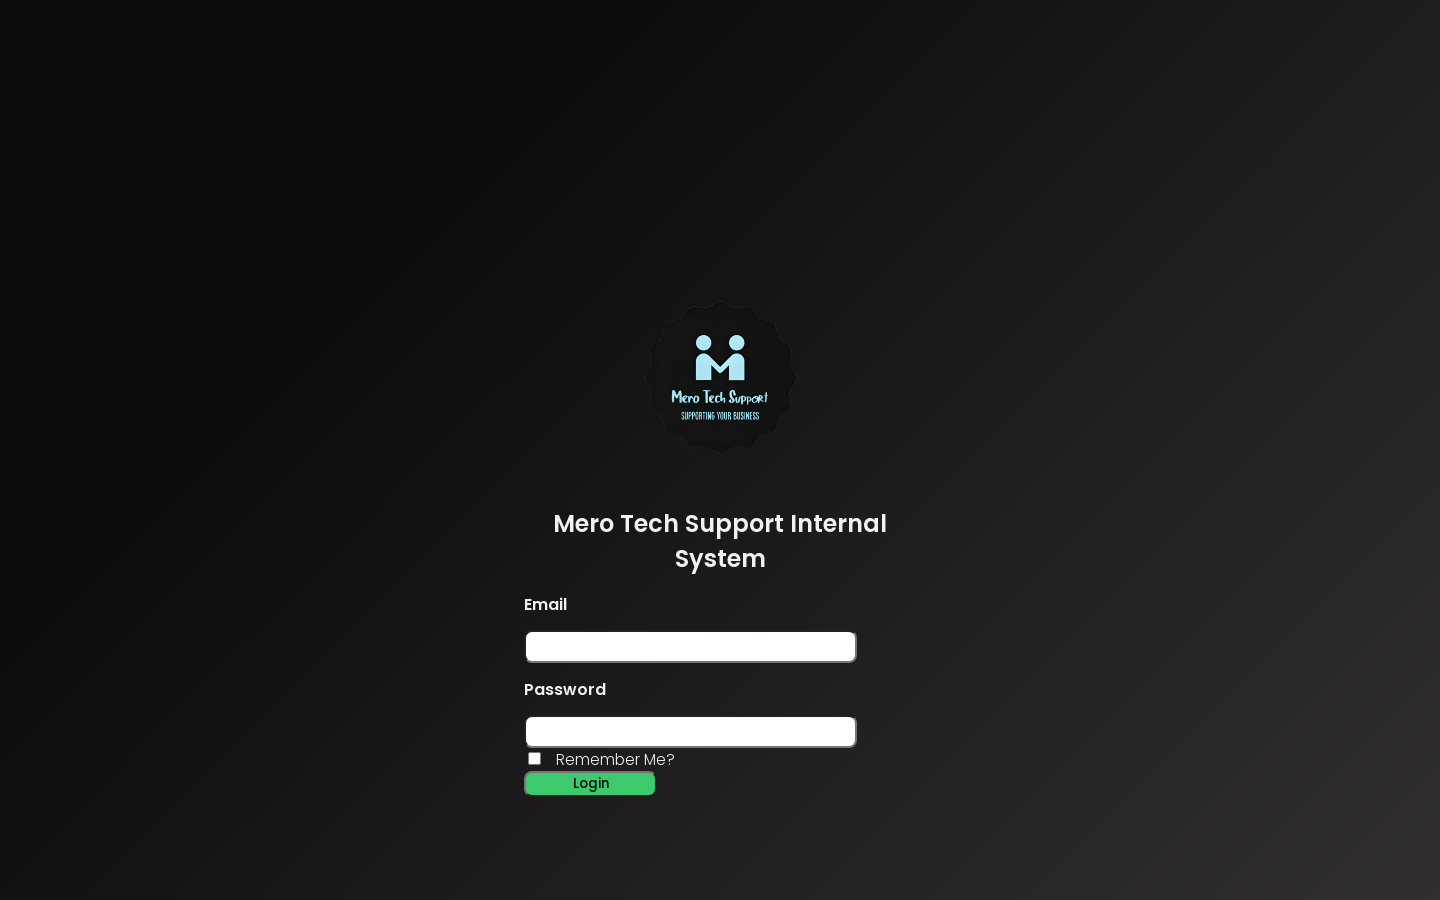 Mero Tech Support
SUPPORTING YOUR BUSINESS
Mero Tech Support Internal
System
Email
Password
Remember Me?
Login